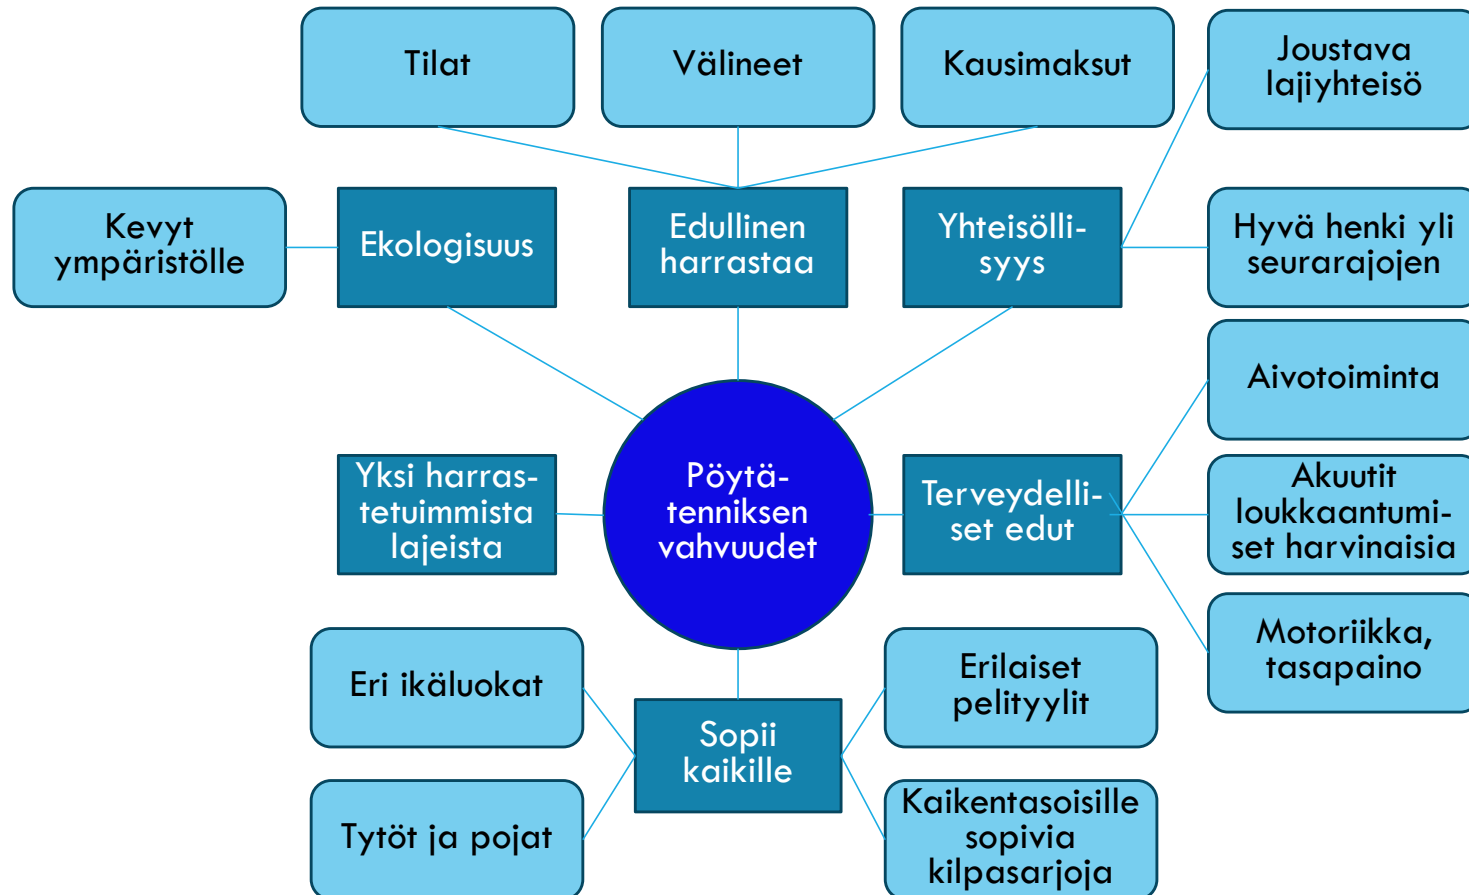 Tilat
Välineet
Kausimaksut
Joustava
lajiyhteisö
Kevyt
ympäristölle
Ekologisuus
Edullinen
harrastaa
Yhteisölli-
syys
Hyvä henki yli
seurarajojen
Aivotoiminta
Yksi harras-
tetuimmista
lajeista
Pöytä-
tenniksen
vahvuudet
Terveydelli-
set edut
Akuutit
loukkaantumi-
set harvinaisia
Motoriikka,
tasapaino
Eri ikäluokat
Sopii
kaikille
Erilaiset
pelityylit
Tytöt ja pojat
Kaikentasoisille
sopivia
kilpasarjoja